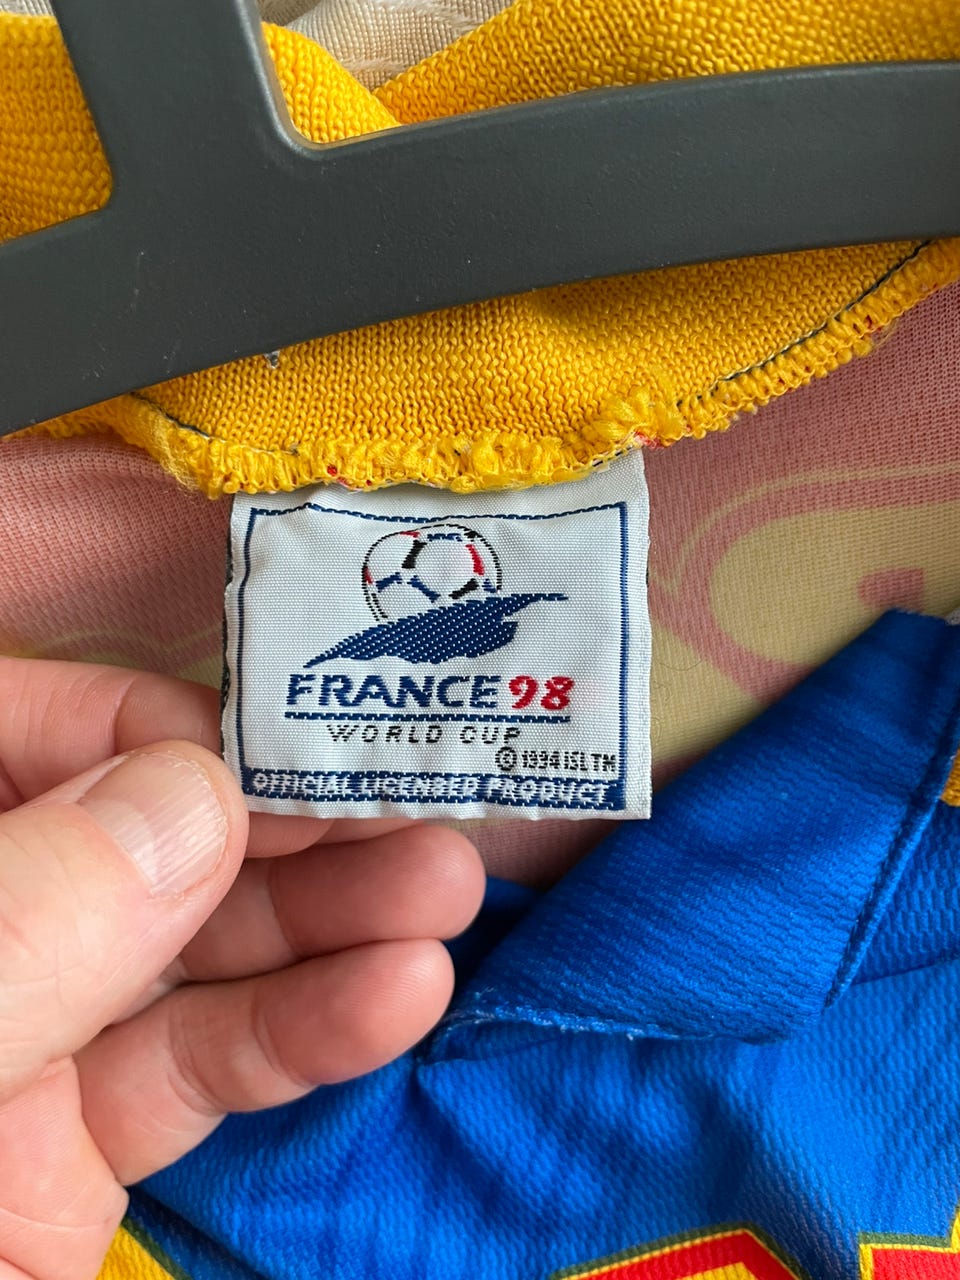 FRANCE 98
WORLD CUP
© 1994 ISL TM
OFFICIAL LICENSED PRODUCT